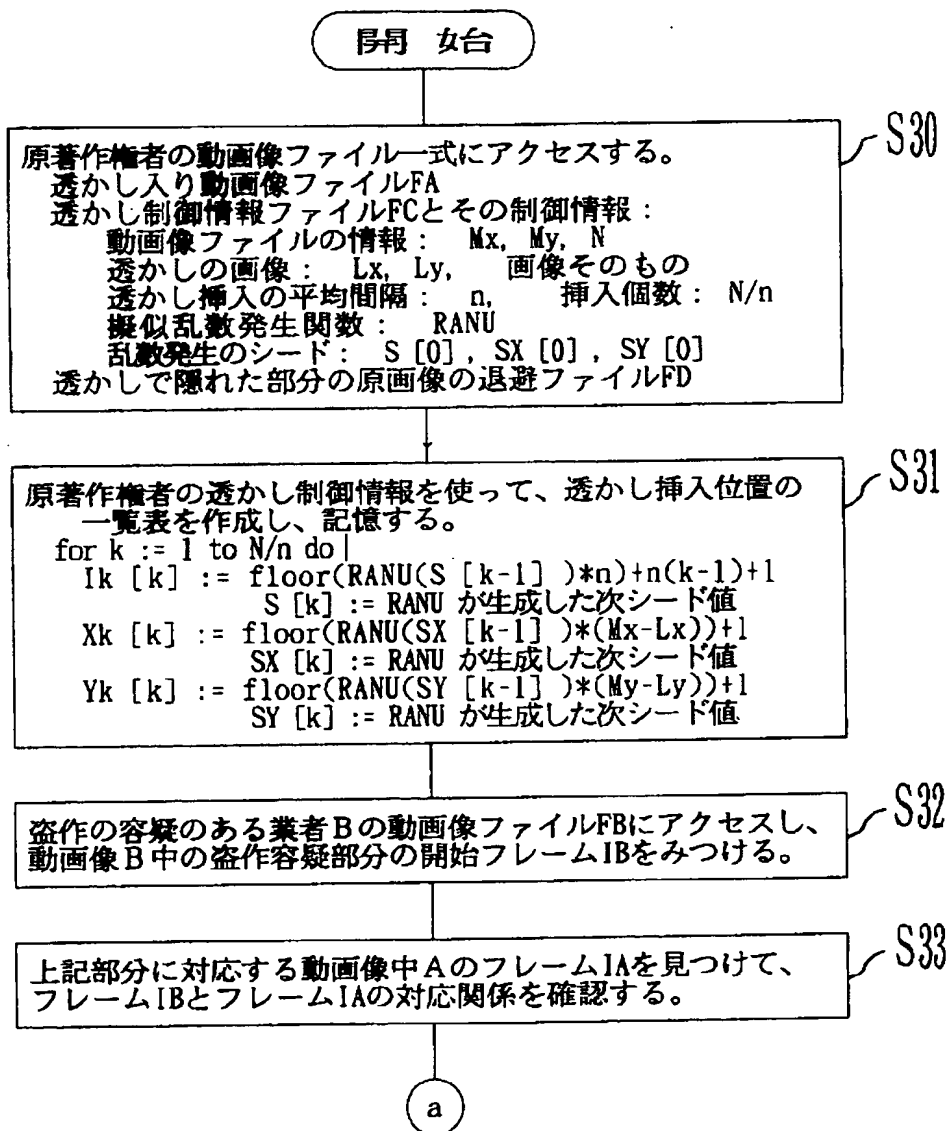 開 始
S30
原著作権者の動画像ファイル一式にアクセスする。
透かし入り動画像ファイルFA
透かし制御情報ファイルFCとその制御情報:
動画像ファイルの情報: Mx, My, N
透かしの画像: Lx, Ly, 画像そのもの
透かし挿入の平均間隔: n, 挿入個数: N/n
擬似乱数発生関数: RANU
乱数発生のシード: S [0] , SX [0] , SY [0]
透かしで隠れた部分の原画像の退避ファイルFD
S31
原著作権者の透かし制御情報を使って、透かし挿入位置の
一覧表を作成し、記憶する。
for k := 1 to N/n do |
Ik [k] := floor(RANU(S [k-1] )*n)+n(k-1)+1
S [k] := RANU が生成した次シード値
Xk [k] := floor(RANU(SX [k-1] )*(Mx-Lx))+1
SX [k] := RANU が生成した次シード値
Yk [k] := floor(RANU(SY [k-1] )*(My-Ly))+1
SY [k] := RANU が生成した次シード値
S32
盗作の容疑のある業者Bの動画像ファイルFBにアクセスし、
動画像B中の盗作容疑部分の開始フレームIBをみつける。
S33
上記部分に対応する動画像中AのフレームIAを見つけて、
フレームIBとフレームIAの対応関係を確認する。
a